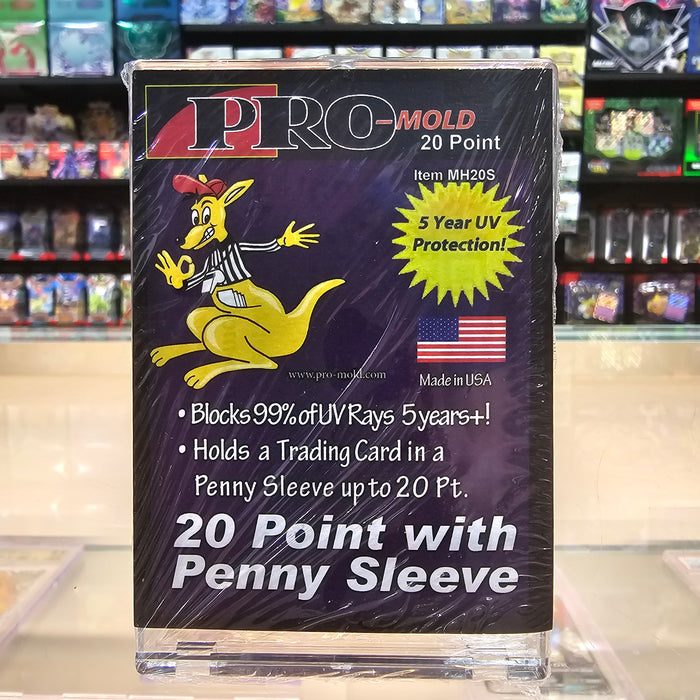 PRO-MOLD
20 Point
Item MH20S
5 Year UV
Protection!
www.pro-mold.com
Made in USA
• Blocks 99% of UV Rays 5 years+!
• Holds a Trading Card in a
Penny Sleeve up to 20 Pt.
20 Point with
Penny Sleeve